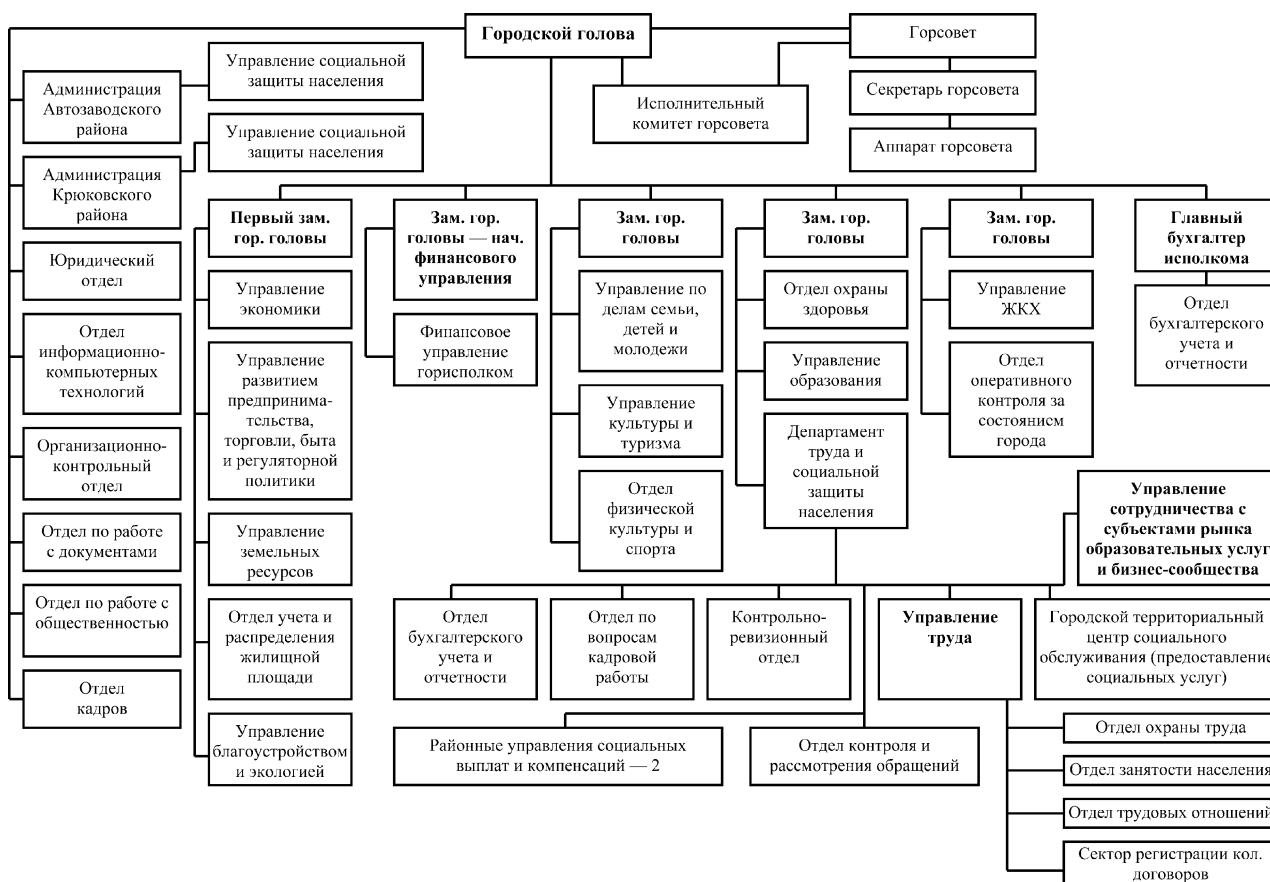 Городской голова
Горсовет
Управление социальной
защиты населения
Администрация
Автозаводского
района
Секретарь горсовета
Исполнительный
комитет горсовета
Управление социальной
защиты населения
Аппарат горсовета
Администрация
Крюковского
района
Первый зам.
гор. головы
Зам. гор.
головы — нач.
финансового
управления
Зам. гор.
головы
Зам. гор.
головы
Зам. гор.
головы
Главный
бухгалтер
исполкома
Юридический
отдел
Управление
экономики
Управление по
делам семьи,
детей и
молодежи
Отдел охраны
здоровья
Управление
ЖКХ
Отдел
бухгалтерского
учета и
отчетности
Отдел
информационно-
компьютерных
технологий
Управление
развитием
предпринима-
тельства,
торговли, быта
и регуляторной
политики
Финансовое
управление
горисполком
Управление
образования
Отдел
оперативного
контроля за
состоянием
города
Управление
культуры и
туризма
Департамент
труда и
социальной
защиты
населения
Организационно-
контрольный
отдел
Отдел
физической
культуры и
спорта
Управление
сотрудничества с
субъектами рынка
образовательных услуг
и бизнес-сообщества
Отдел по работе
с документами
Управление
земельных
ресурсов
Отдел по работе с
общественностью
Отдел учета и
распределения
жилищной
площади
Отдел
бухгалтерского
учета и
отчетности
Отдел по
вопросам
кадровой
работы
Контрольно-
ревизионный
отдел
Управление
труда
Городской территориальный
центр социального
обслуживания (предоставление
социальных услуг)
Отдел
кадров
Управление
благоустройством
и экологией
Районные управления социальных
выплат и компенсаций — 2
Отдел контроля и
рассмотрения обращений
Отдел охраны труда
Отдел занятости населения
Отдел трудовых отношений
Сектор регистрации кол.
договоров